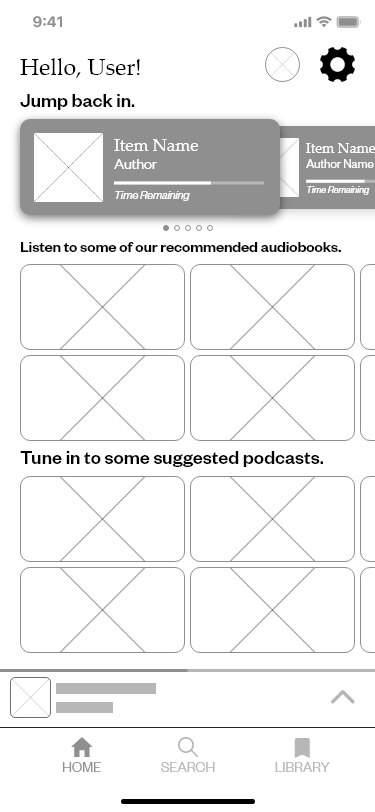 9:41
Hello, User!
Jump back in.
Item Name
Author
Time Remaining
Item Name
Author Name
Time Remaining
Listen to some of our recommended audiobooks.
Tune in to some suggested podcasts.
HOME
SEARCH
LIBRARY